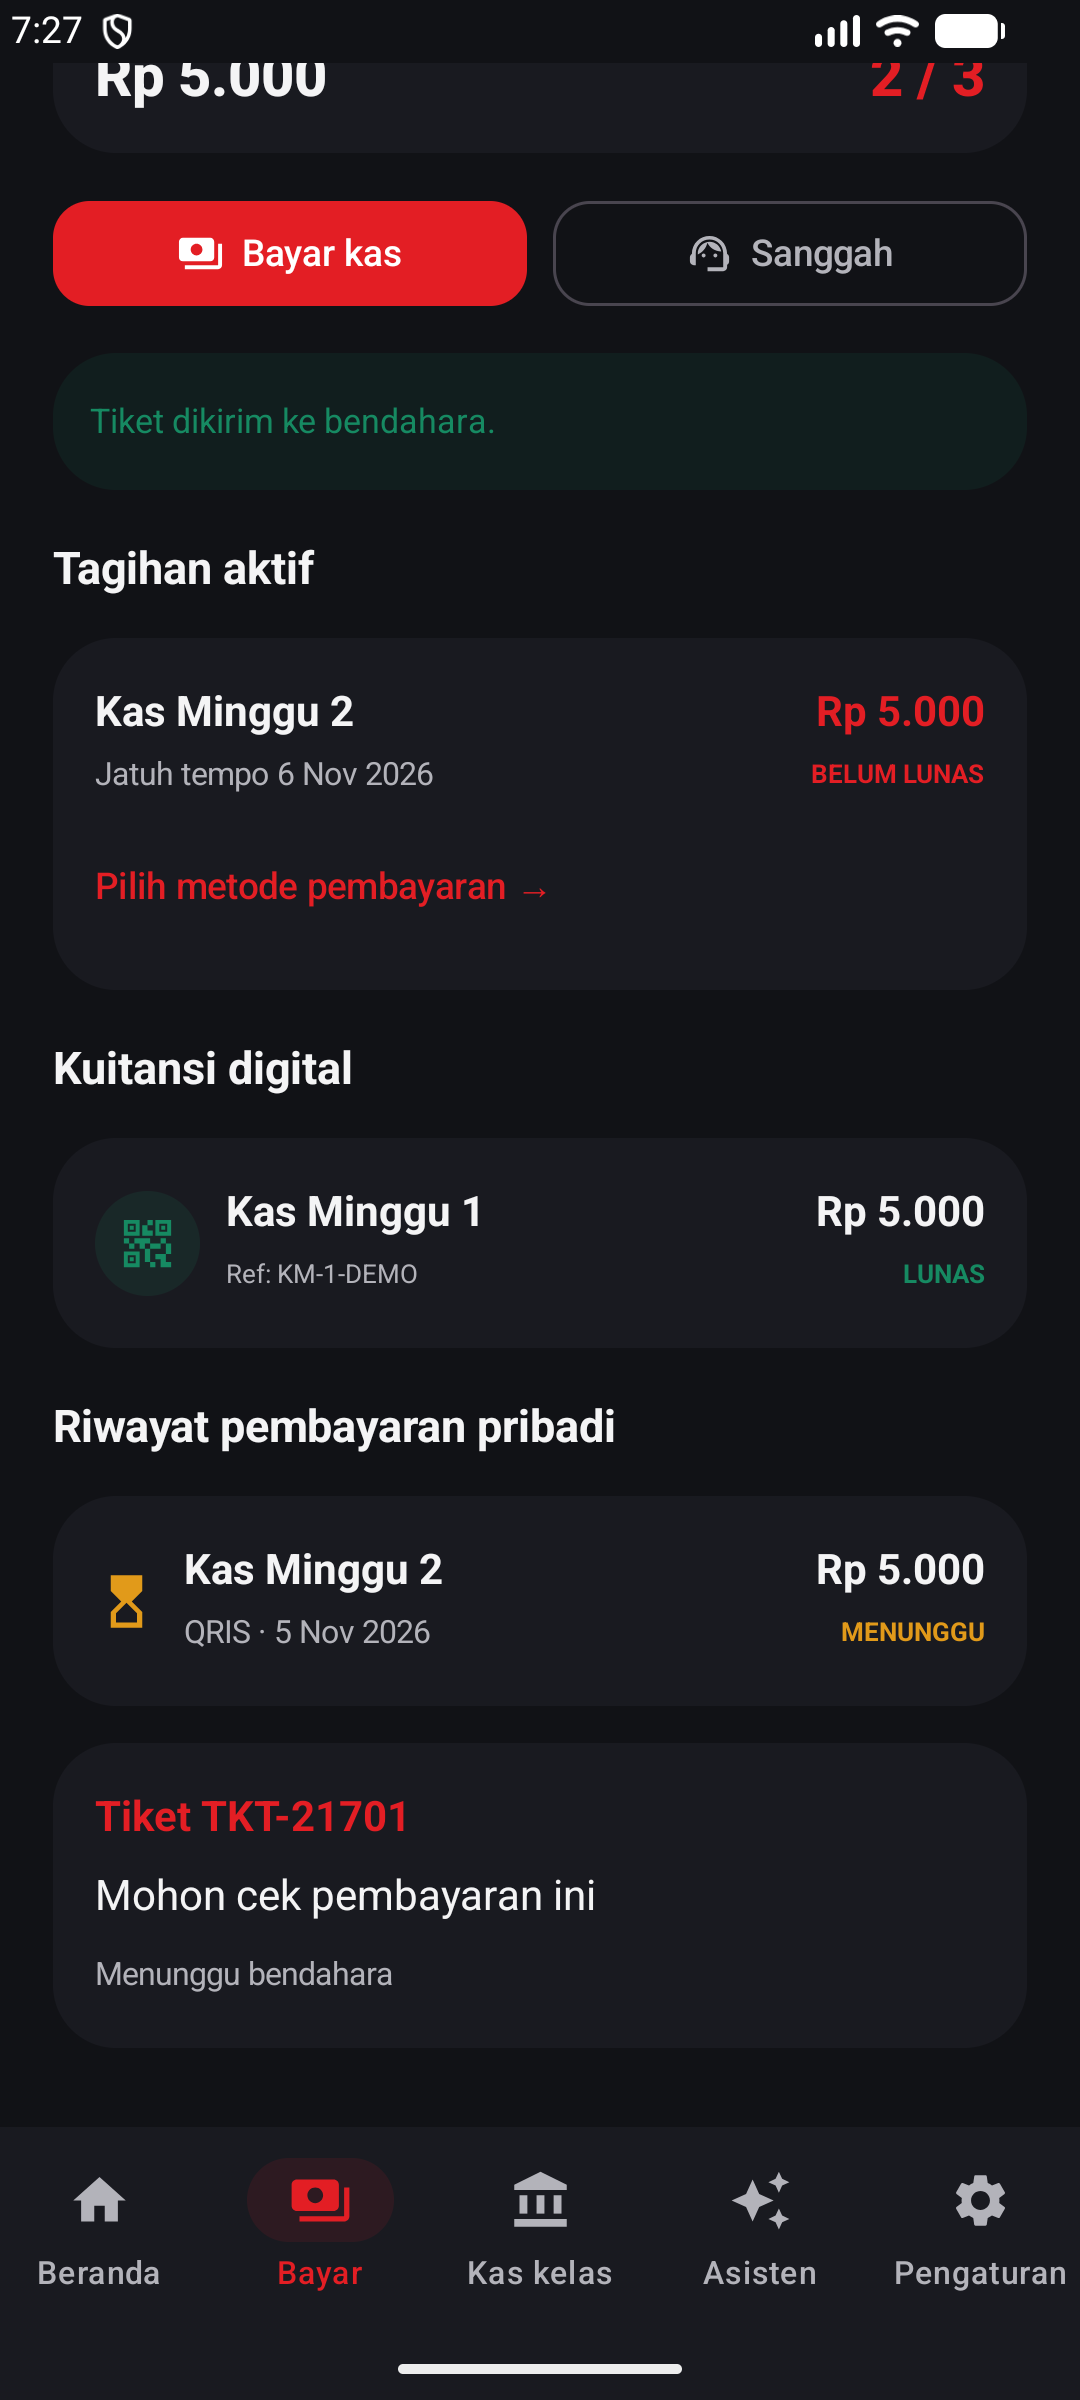 7:27
Rp 5.000
2 / 3
Bayar kas
Sanggah
Tiket dikirim ke bendahara.
Tagihan aktif
Kas Minggu 2
Rp 5.000
Jatuh tempo 6 Nov 2026
BELUM LUNAS
Pilih metode pembayaran →
Kuitansi digital
Kas Minggu 1
Rp 5.000
Ref: KM-1-DEMO
LUNAS
Riwayat pembayaran pribadi
Kas Minggu 2
Rp 5.000
QRIS · 5 Nov 2026
MENUNGGU
Tiket TKT-21701
Mohon cek pembayaran ini
Menunggu bendahara
Beranda
Bayar
Kas kelas
Asisten
Pengaturan